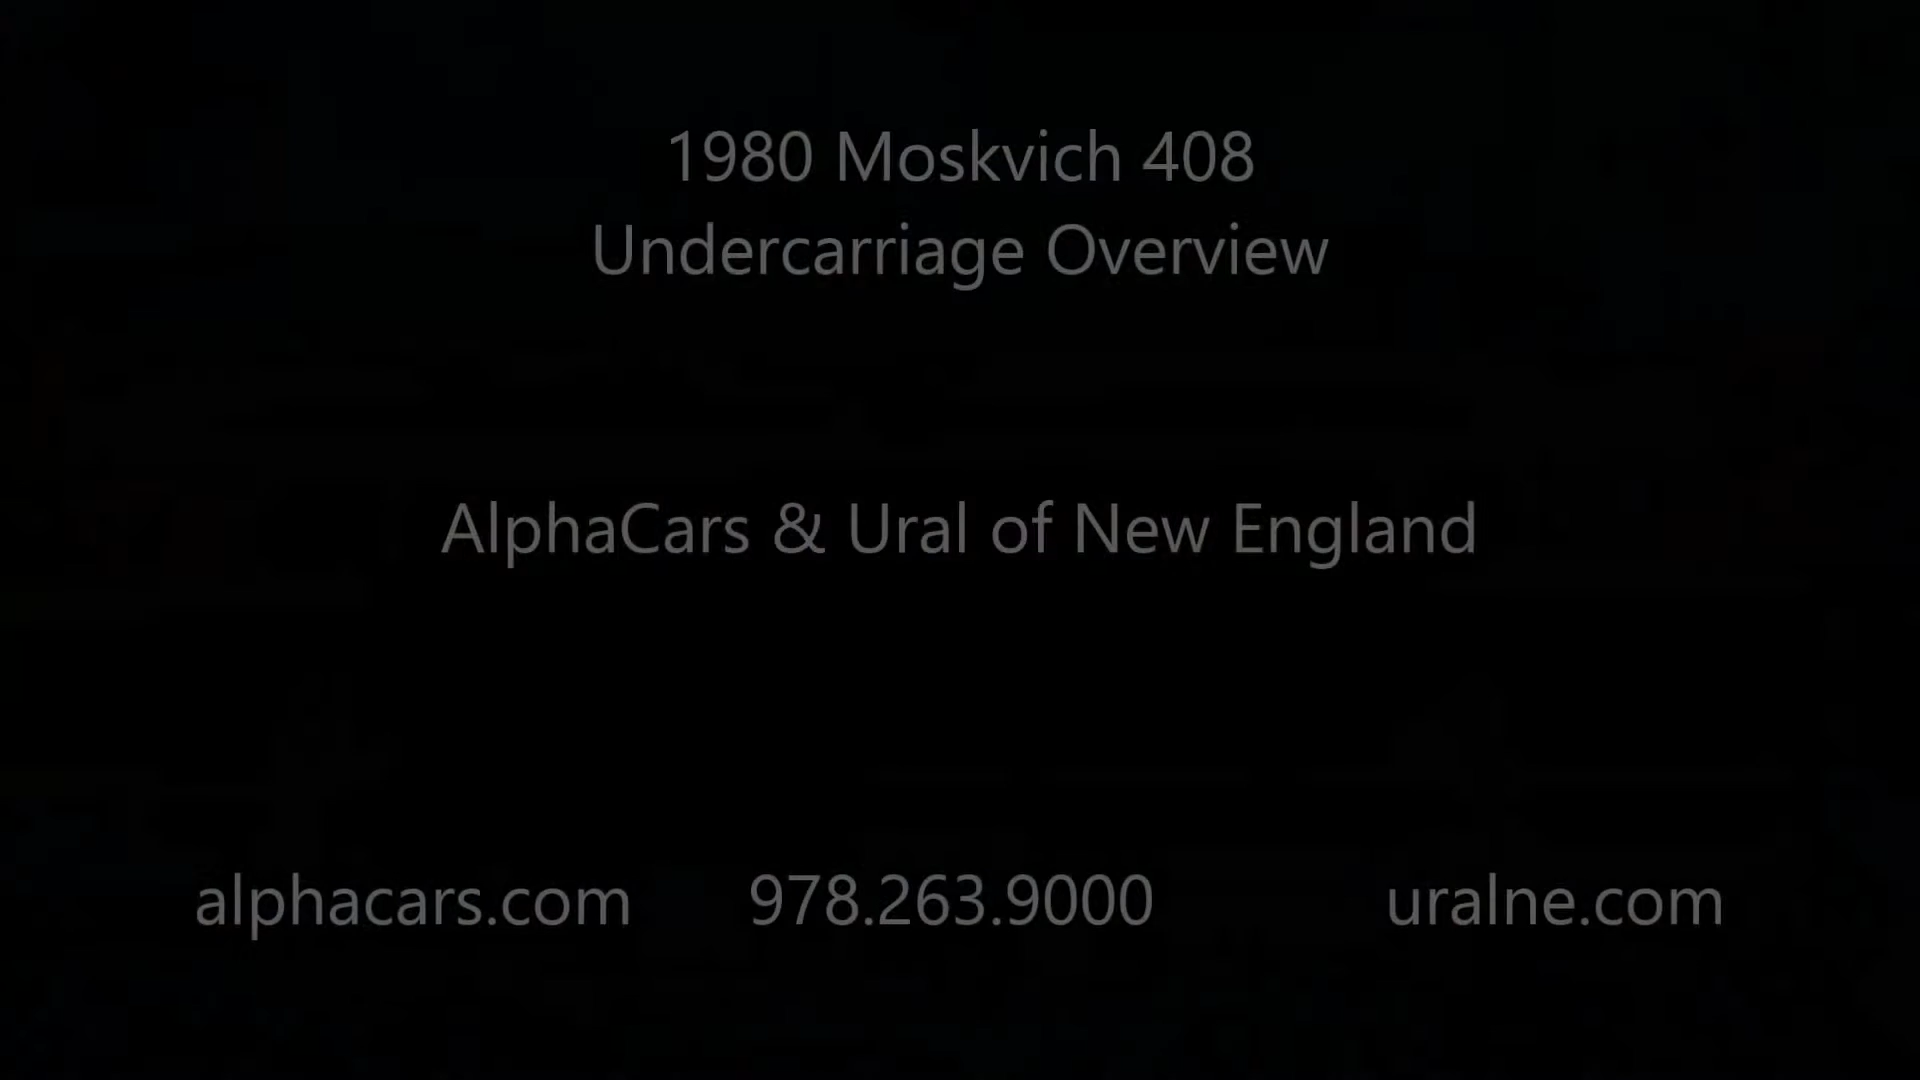 1980 Moskvich 408
Undercarriage Overview
AlphaCars & Ural of New England
alphacars.com 978.263.9000 uralne.com